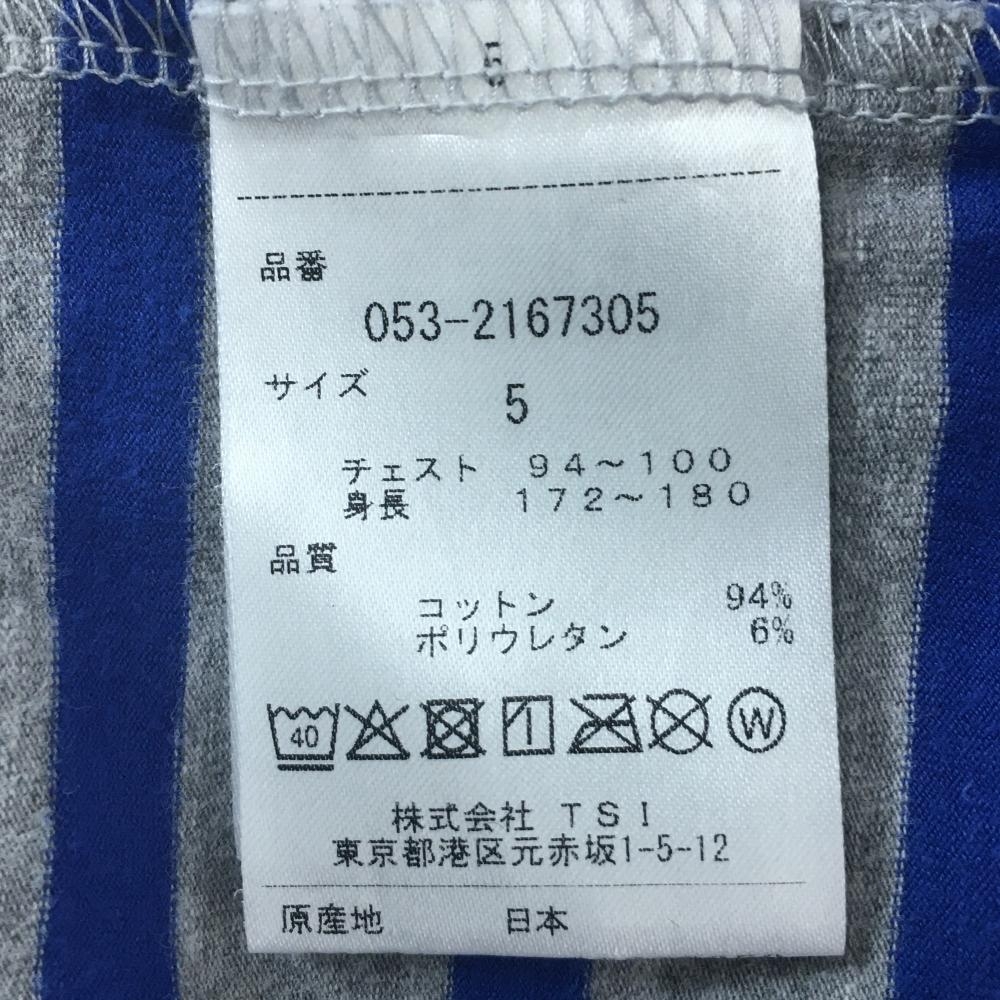 品番
053-2167305
サイズ 5
チェスト 94～100
身長 172～180
品質
コットン 94%
ポリウレタン 6%
40 W
株式会社 TSI
東京都港区元赤坂1-5-12
原産地 日本